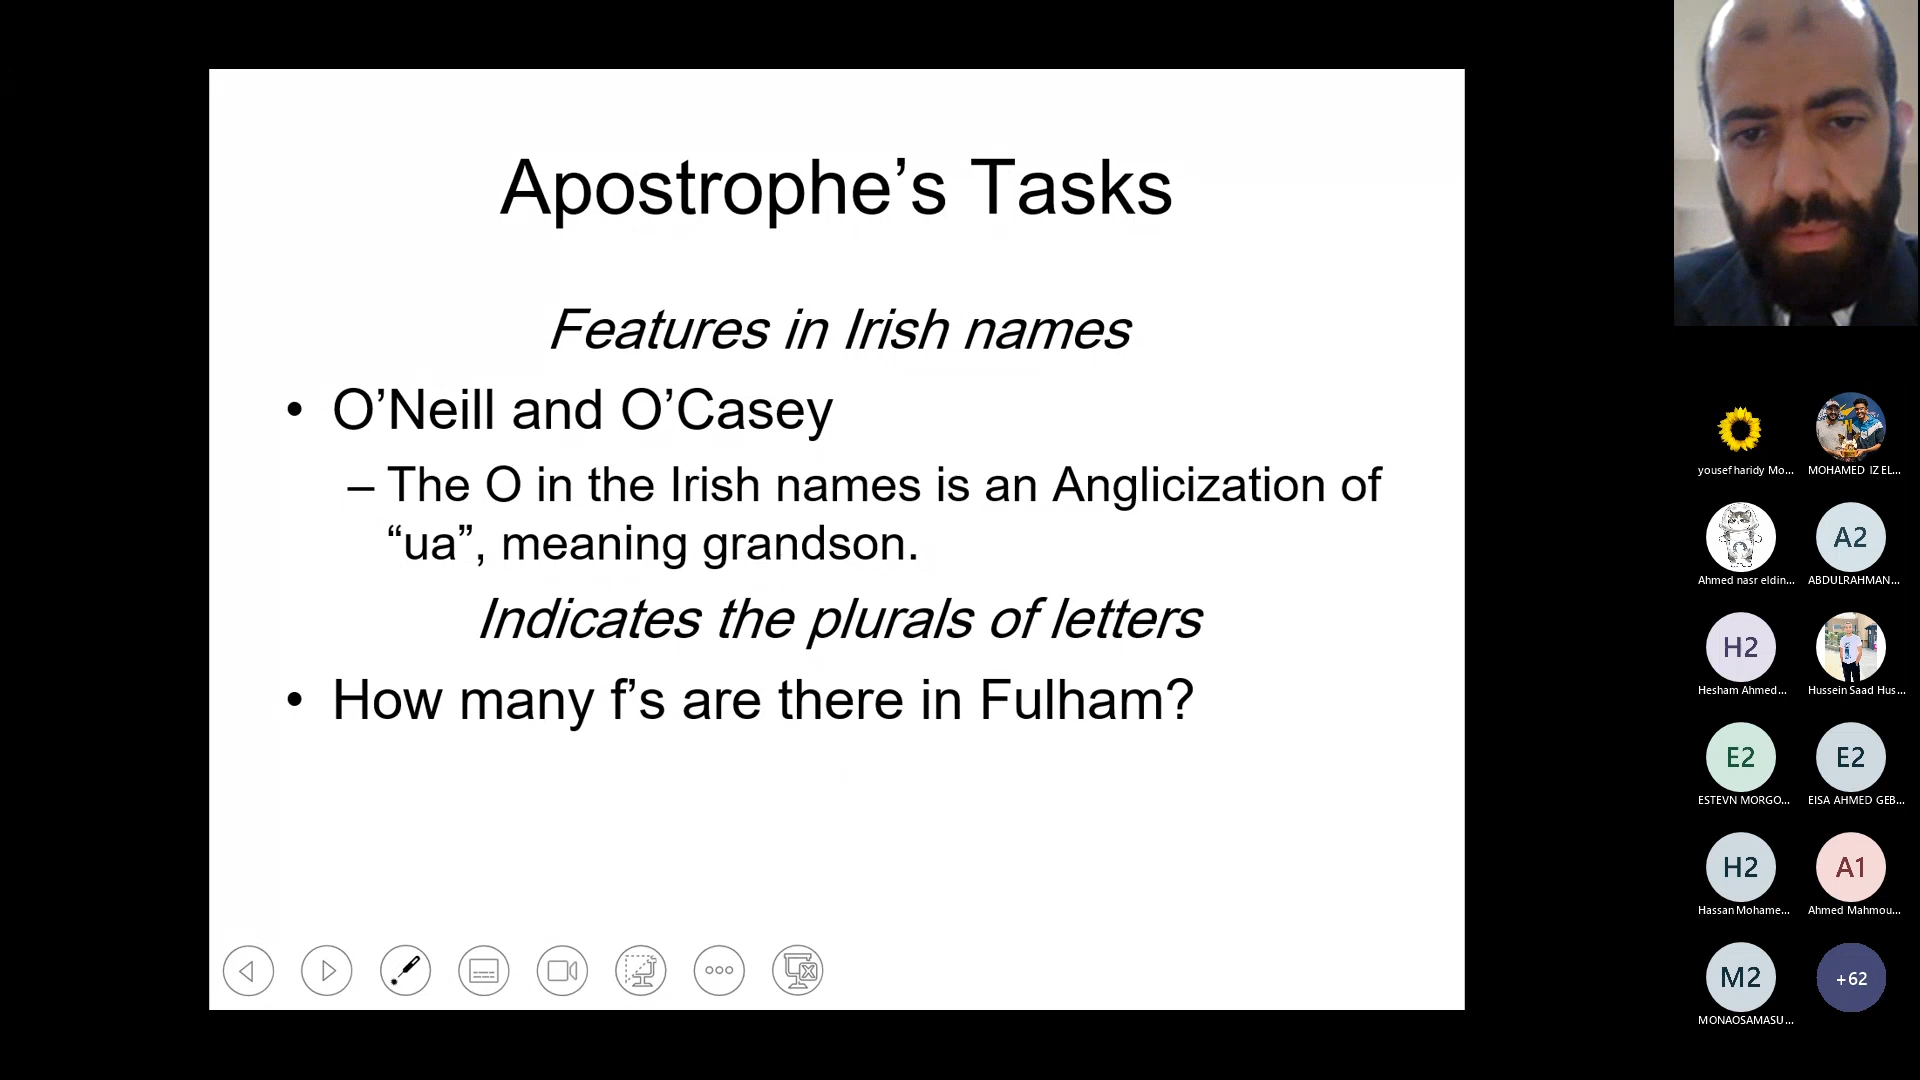 Apostrophe’s Tasks
Features in Irish names
• O’Neill and O’Casey
– The O in the Irish names is an Anglicization of
“ua”, meaning grandson.
Indicates the plurals of letters
• How many f’s are there in Fulham?
yousef haridy Mo...
MOHAMED IZ EL...
Ahmed nasr eldin...
A2
ABDULRAHMAN...
H2
Hesham Ahmed...
Hussein Saad Hus...
E2
ESTEVN MORGO...
E2
EISA AHMED GEB...
H2
Hassan Mohame...
A1
Ahmed Mahmou...
M2
MONAOSAMASU...
+62